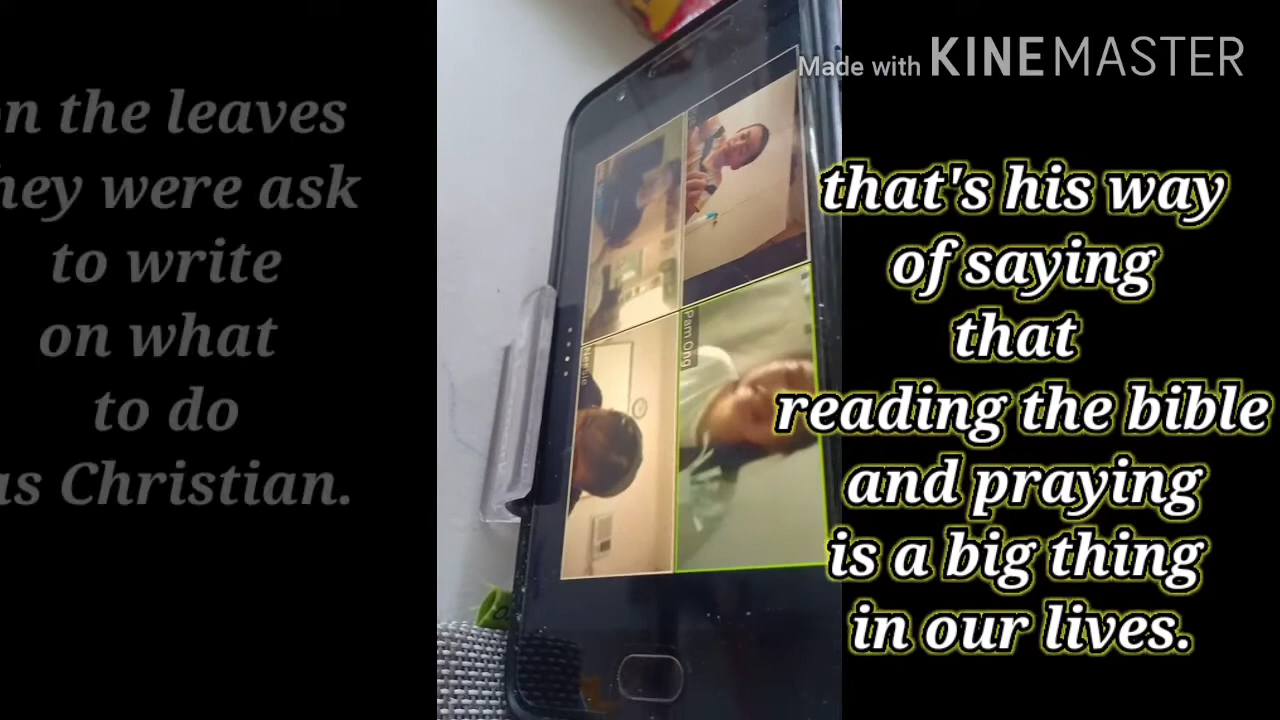 Made with KINEMASTER
n the leaves
hey were ask
to write
on what
to do
as Christian.
that's his way
of saying
that
reading the bible
and praying
is a big thing
in our lives.
Pam Ong